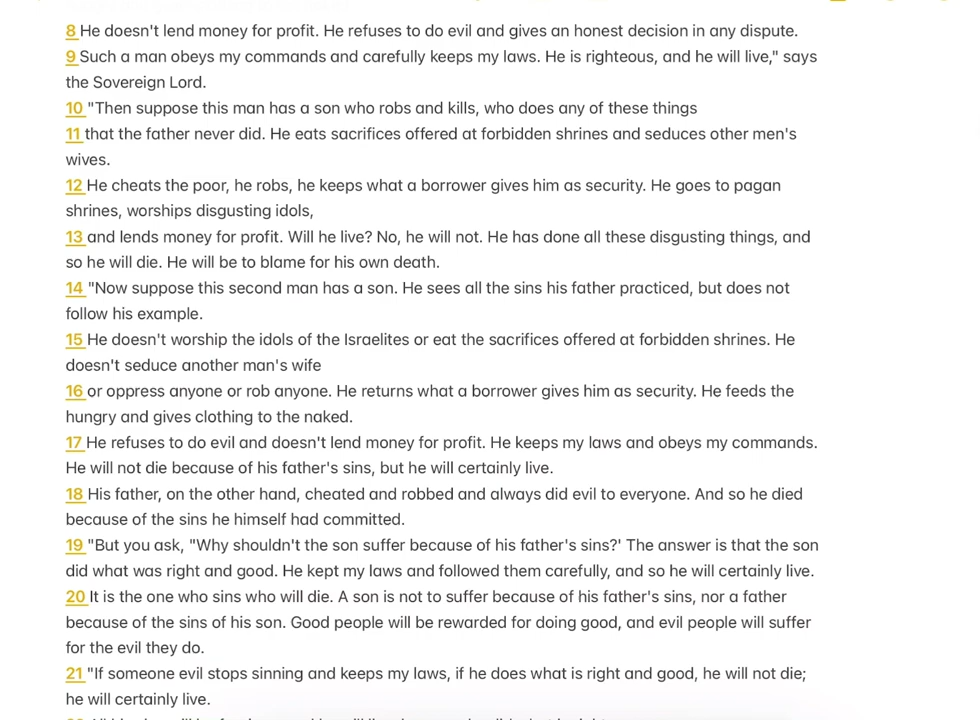 8 He doesn't lend money for profit. He refuses to do evil and gives an honest decision in any dispute.
9 Such a man obeys my commands and carefully keeps my laws. He is righteous, and he will live," says
the Sovereign Lord.
10 "Then suppose this man has a son who robs and kills, who does any of these things
11 that the father never did. He eats sacrifices offered at forbidden shrines and seduces other men's
wives.
12 He cheats the poor, he robs, he keeps what a borrower gives him as security. He goes to pagan
shrines, worships disgusting idols,
13 and lends money for profit. Will he live? No, he will not. He has done all these disgusting things, and
so he will die. He will be to blame for his own death.
14 "Now suppose this second man has a son. He sees all the sins his father practiced, but does not
follow his example.
15 He doesn't worship the idols of the Israelites or eat the sacrifices offered at forbidden shrines. He
doesn't seduce another man's wife
16 or oppress anyone or rob anyone. He returns what a borrower gives him as security. He feeds the
hungry and gives clothing to the naked.
17 He refuses to do evil and doesn't lend money for profit. He keeps my laws and obeys my commands.
He will not die because of his father's sins, but he will certainly live.
18 His father, on the other hand, cheated and robbed and always did evil to everyone. And so he died
because of the sins he himself had committed.
19 "But you ask, "Why shouldn't the son suffer because of his father's sins?' The answer is that the son
did what was right and good. He kept my laws and followed them carefully, and so he will certainly live.
20 It is the one who sins who will die. A son is not to suffer because of his father's sins, nor a father
because of the sins of his son. Good people will be rewarded for doing good, and evil people will suffer
for the evil they do.
21 "If someone evil stops sinning and keeps my laws, if he does what is right and good, he will not die;
he will certainly live.